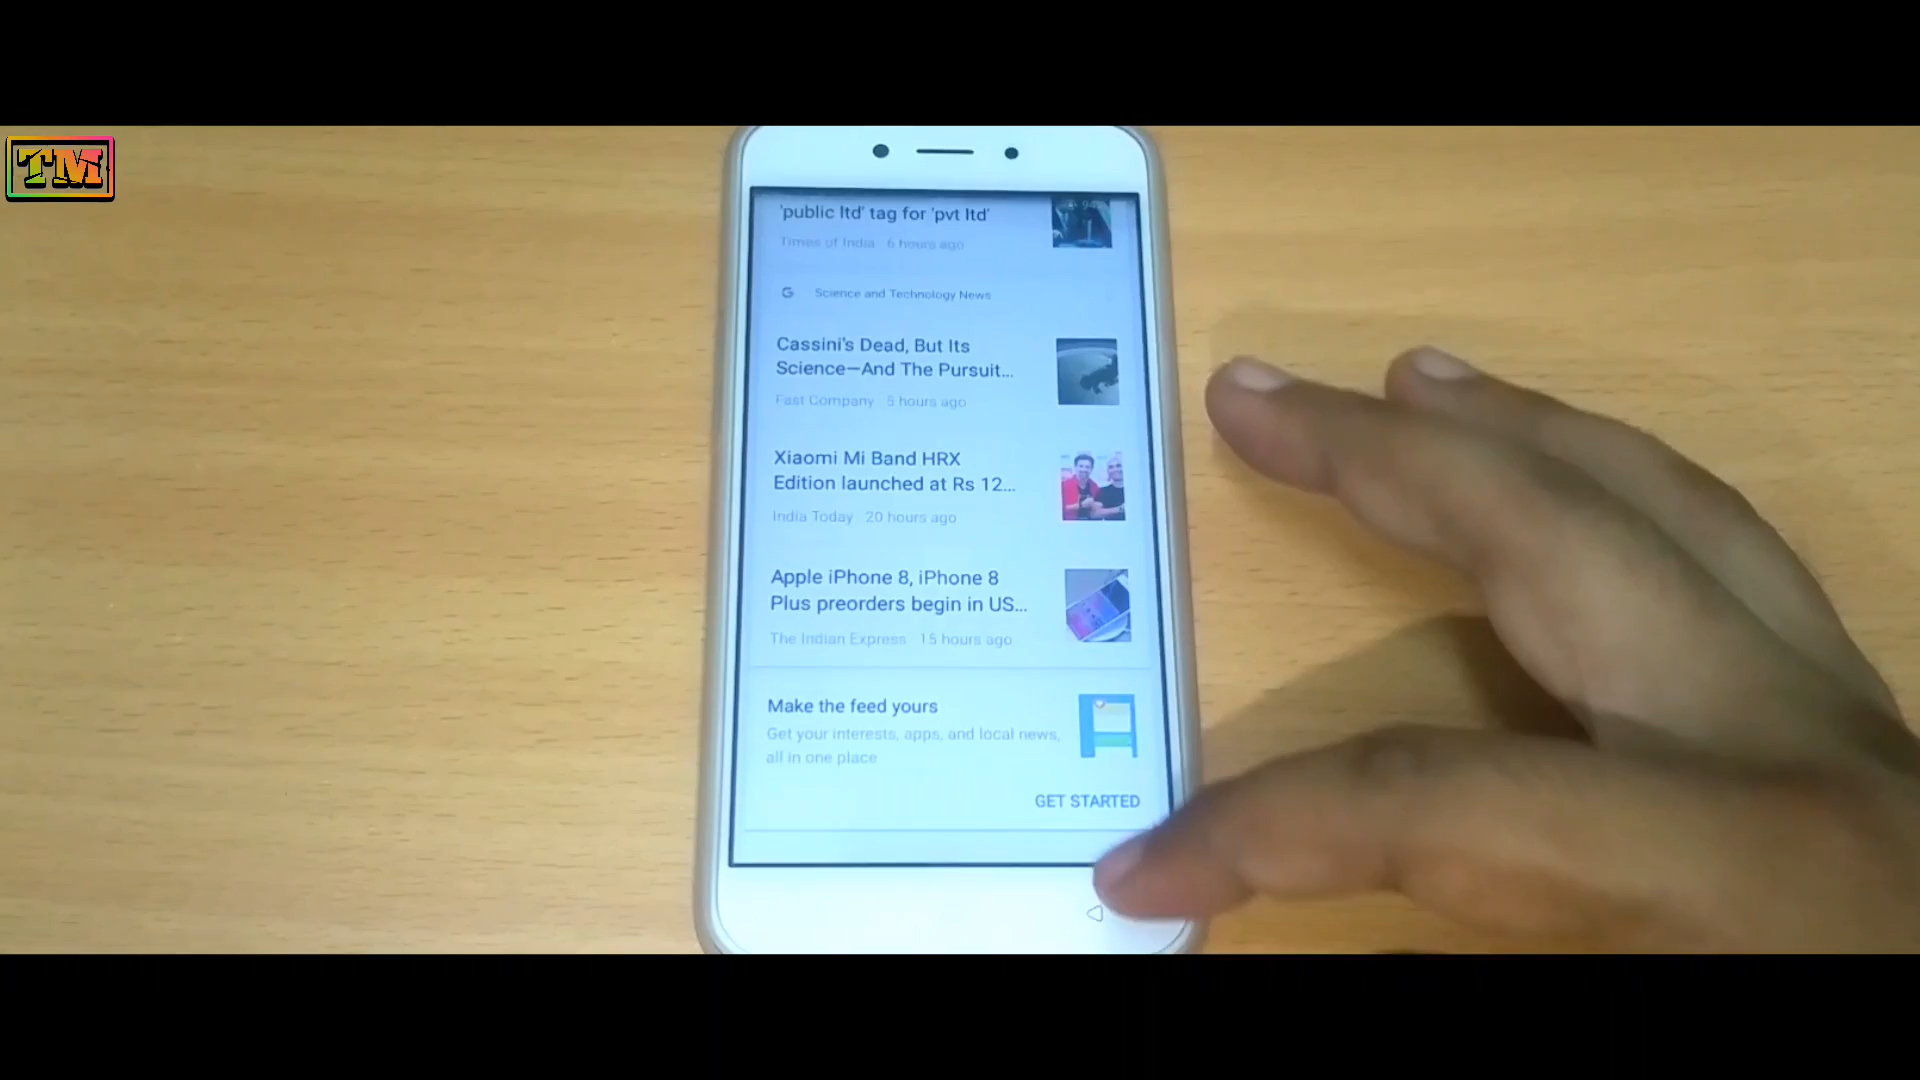 TM
'public ltd' tag for 'pvt ltd'
Times of India 6 hours ago
G Science and Technology News
Cassini's Dead, But Its
Science—And The Pursuit...
Fast Company 5 hours ago
Xiaomi Mi Band HRX
Edition launched at Rs 12...
India Today 20 hours ago
Apple iPhone 8, iPhone 8
Plus preorders begin in US...
The Indian Express 15 hours ago
Make the feed yours
Get your interests, apps, and local news,
all in one place
GET STARTED